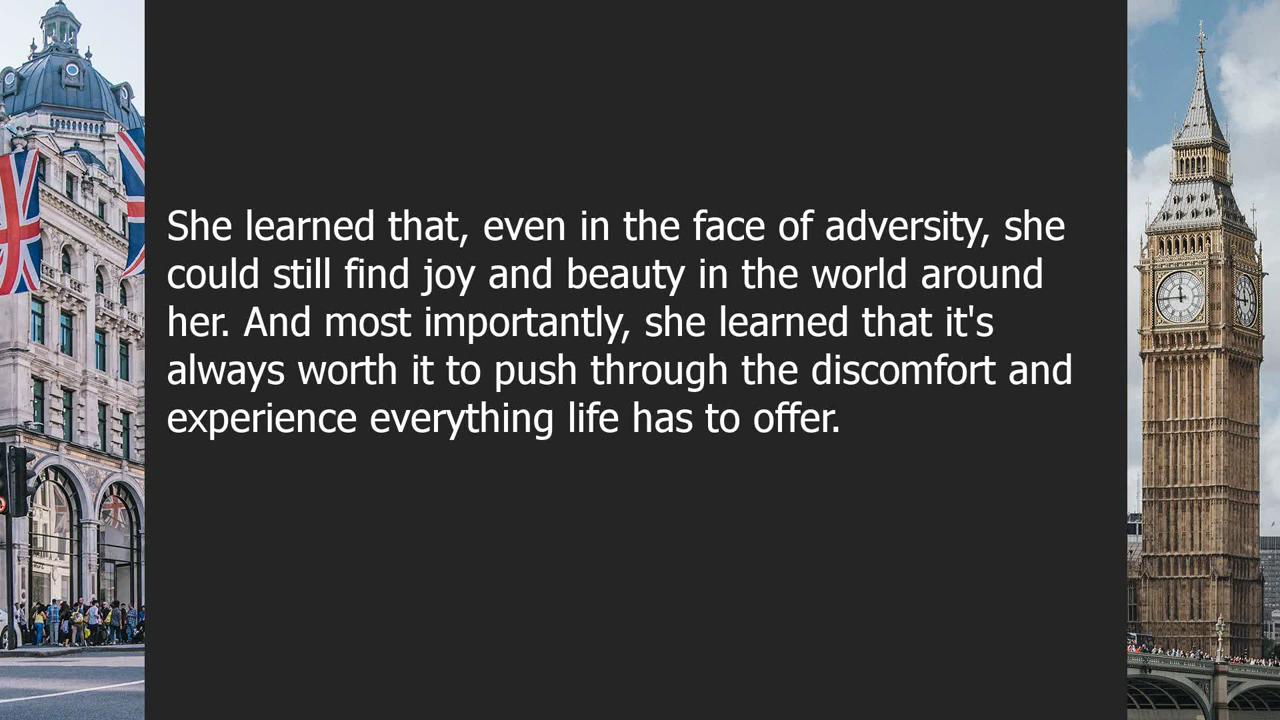 She learned that, even in the face of adversity, she
could still find joy and beauty in the world around
her. And most importantly, she learned that it's
always worth it to push through the discomfort and
experience everything life has to offer.